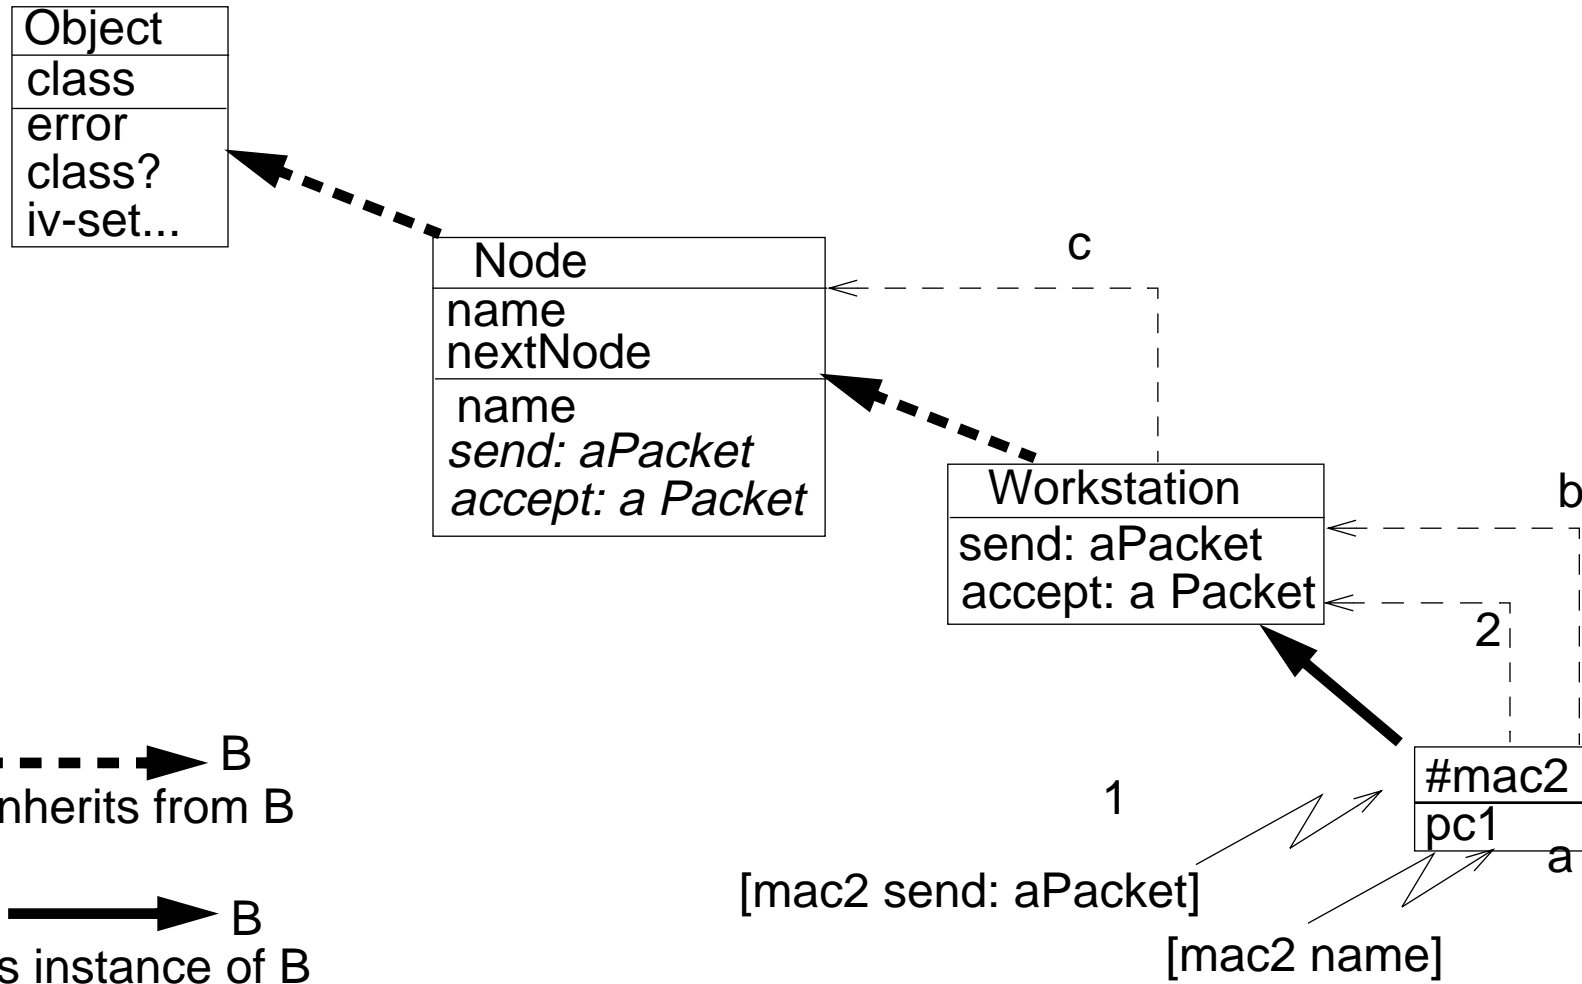 Object
class
error
class?
iv-set...
Node
name
nextNode
name
send: aPacket
accept: a Packet
c
Workstation
send: aPacket
accept: a Packet
b
2
#mac2
pc1
a
1
[mac2 send: aPacket]
[mac2 name]
B
nherits from B
B
s instance of B